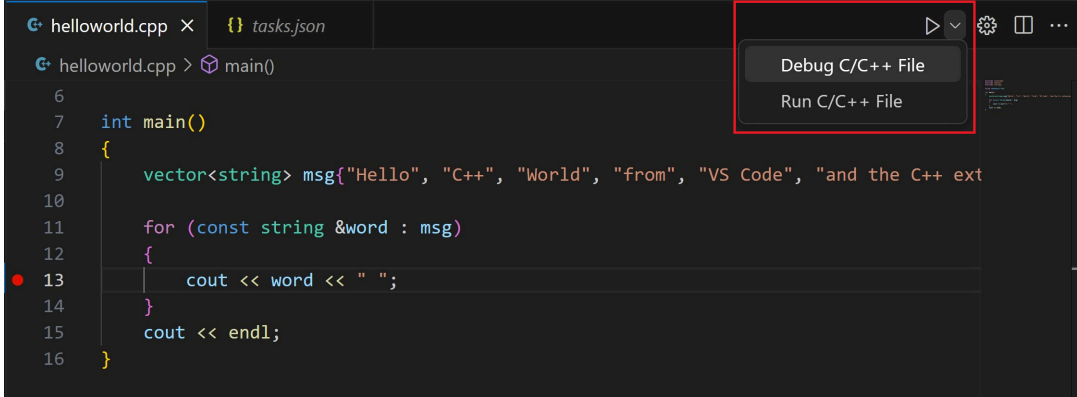 helloworld.cpp
{} tasks.json
helloworld.cpp > main()
Debug C/C++ File
Run C/C++ File
6
7 int main()
8 {
9 vector<string> msg{"Hello", "C++", "World", "from", "VS Code", "and the C++ ext
10
11 for (const string &word : msg)
12 {
13 cout << word << " ";
14 }
15 cout << endl;
16 }